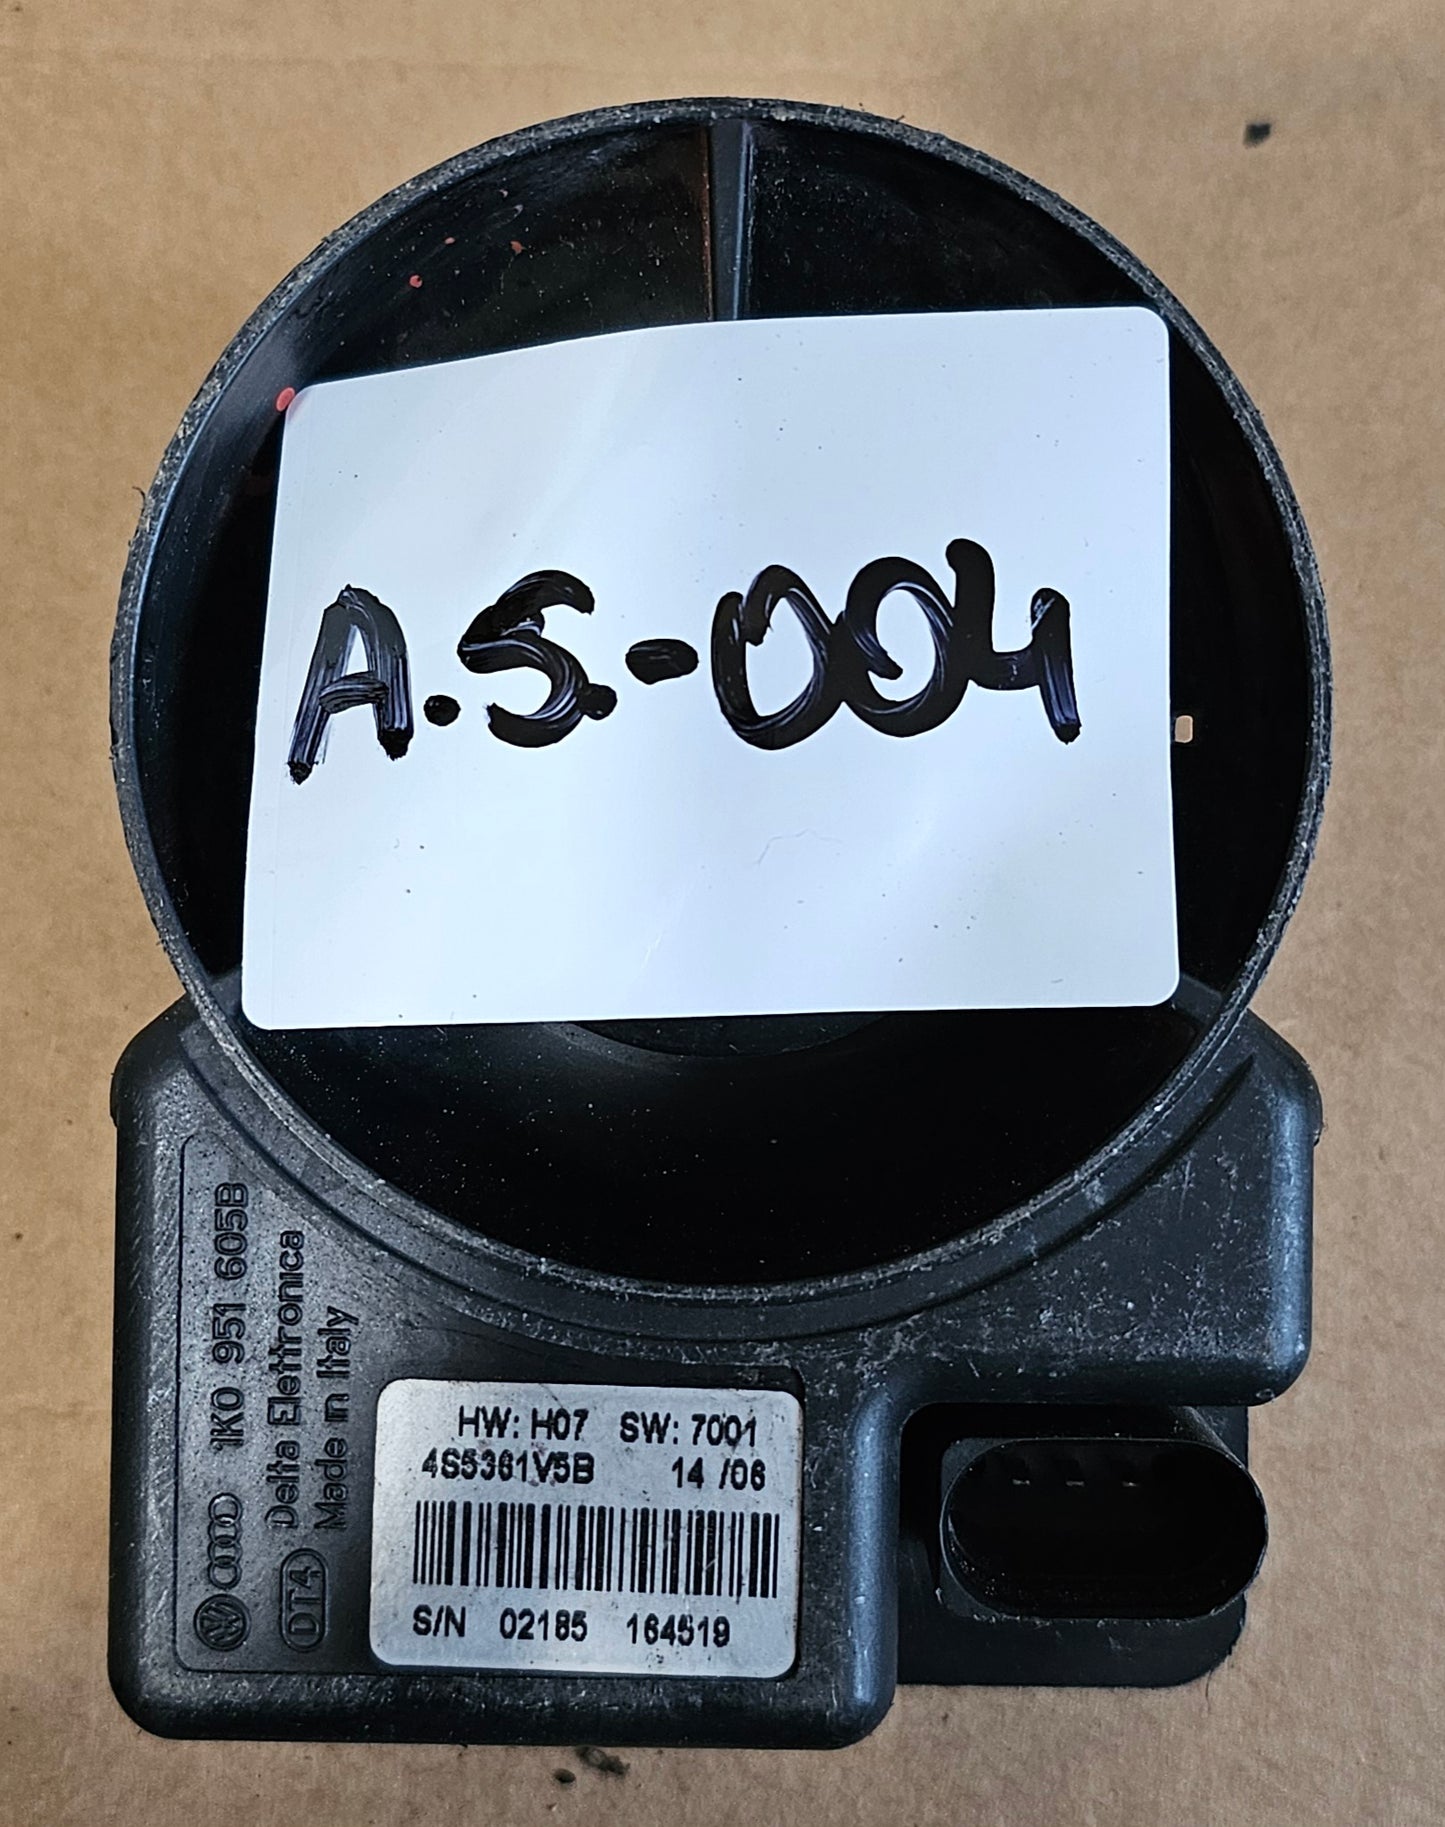 A.S.-004
1K0 951 605B
Delta Elettronica
Made in Italy
DT4
HW: H07 SW: 7001
4S5361V5B 14 /06
S/N 02185 164519